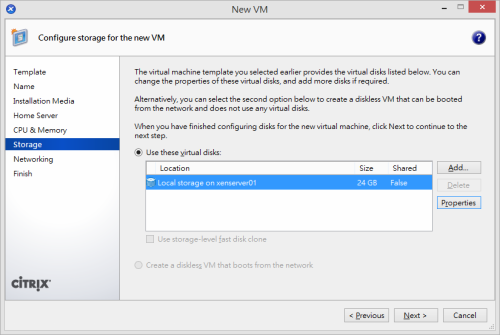 New VM
Configure storage for the new VM
?
Template
Name
Installation Media
Home Server
CPU & Memory
Storage
Networking
Finish
The virtual machine template you selected earlier provides the virtual disks listed below. You can
change the properties of these virtual disks, and add more disks if required.
Alternatively, you can select the second option below to create a diskless VM that can be booted
from the network and does not use any virtual disks.
When you have finished configuring disks for the new virtual machine, click Next to continue to the
next step.
Use these virtual disks:
Location Size Shared
Local storage on xenserver01 24 GB False
Add...
Delete
Properties
Use storage-level fast disk clone
Create a diskless VM that boots from the network
CITRIX
< Previous Next > Cancel